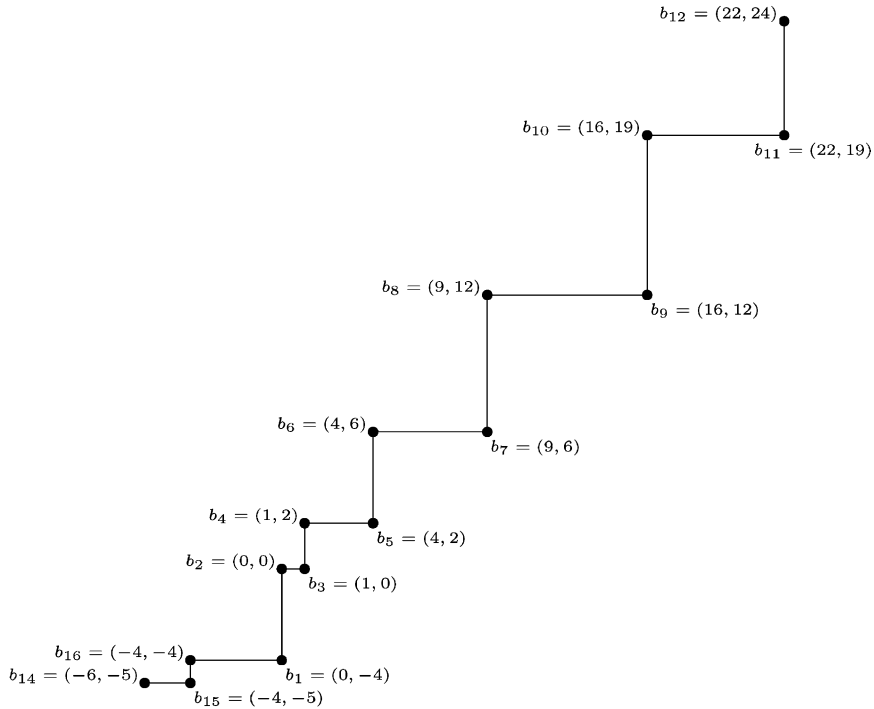 b₁₂ = (22, 24)
b₁₀ = (16, 19)
b₁₁ = (22, 19)
b₈ = (9, 12)
b₉ = (16, 12)
b₆ = (4, 6)
b₇ = (9, 6)
b₄ = (1, 2)
b₅ = (4, 2)
b₂ = (0, 0)
b₃ = (1, 0)
b₁₆ = (−4, −4)
b₁₄ = (−6, −5)
b₁ = (0, −4)
b₁₅ = (−4, −5)